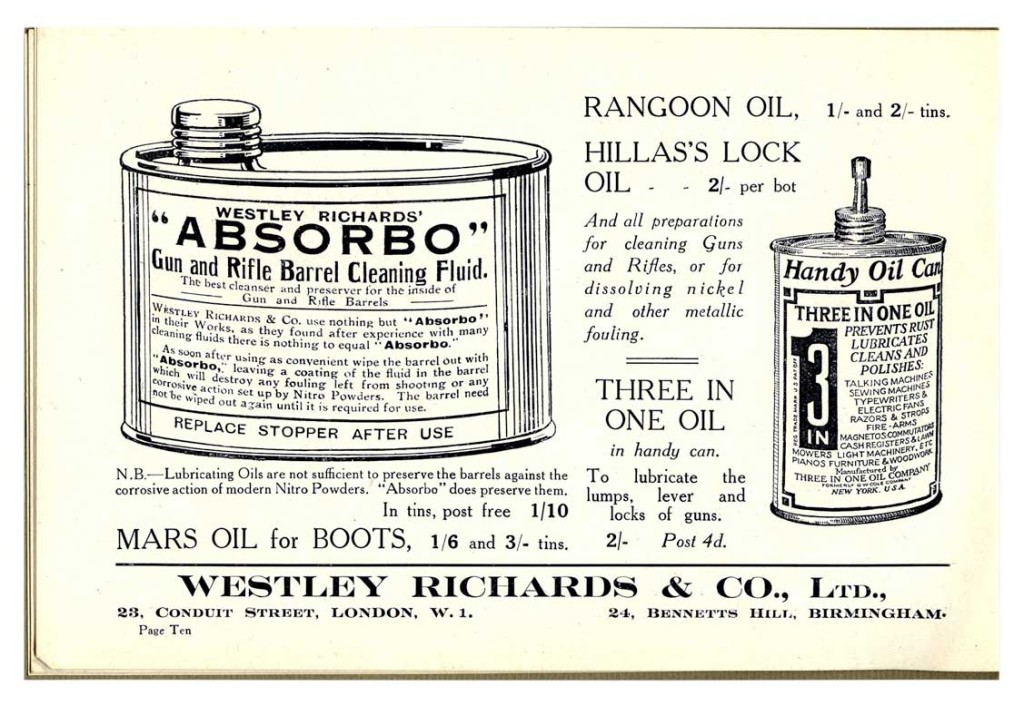 WESTLEY RICHARDS'
"ABSORBO"
Gun and Rifle Barrel Cleaning Fluid.
The best cleanser and preserver for the inside of
Gun and Rifle Barrels
WESTLEY RICHARDS & CO. use nothing but "Absorbo"
in their Works, as they found after experience with many
cleaning fluids there is nothing to equal "Absorbo."
As soon after using as convenient wipe the barrel out with
"Absorbo," leaving a coating of the fluid in the barrel
which will destroy any fouling left from shooting or any
corrosive action set up by Nitro Powders. The barrel need
not be wiped out again until it is required for use.
REPLACE STOPPER AFTER USE
N.B.—Lubricating Oils are not sufficient to preserve the barrels against the
corrosive action of modern Nitro Powders. "Absorbo" does preserve them.
In tins, post free 1/10
MARS OIL for BOOTS, 1/6 and 3/- tins.
RANGOON OIL, 1/- and 2/- tins.
HILLAS'S LOCK
OIL - - 2/- per bot
And all preparations
for cleaning Guns
and Rifles, or for
dissolving nickel
and other metallic
fouling.
THREE IN
ONE OIL
in handy can.
To lubricate the
lumps, lever and
locks of guns.
2/- Post 4d.
Handy Oil Can
THREE IN ONE OIL
PREVENTS RUST
LUBRICATES
CLEANS AND
POLISHES:
TALKING MACHINES
SEWING MACHINES
TYPEWRITERS &
ELECTRIC FANS
RAZORS & STROPS
FIRE-ARMS
MAGNETOS COMMUTATORS
CASH REGISTERS & LAWN
MOWERS LIGHT MACHINERY, ETC
PIANOS FURNITURE & WOODWORK
Manufactured by
THREE IN ONE OIL COMPANY
FORMERLY G W COLE COMPANY
NEW YORK. U.S.A.
REG TRADE MARK U S PAT OFF
3
IN
1
WESTLEY RICHARDS & CO., LTD.,
23, CONDUIT STREET, LONDON, W. 1. 24, BENNETTS HILL, BIRMINGHAM.
Page Ten